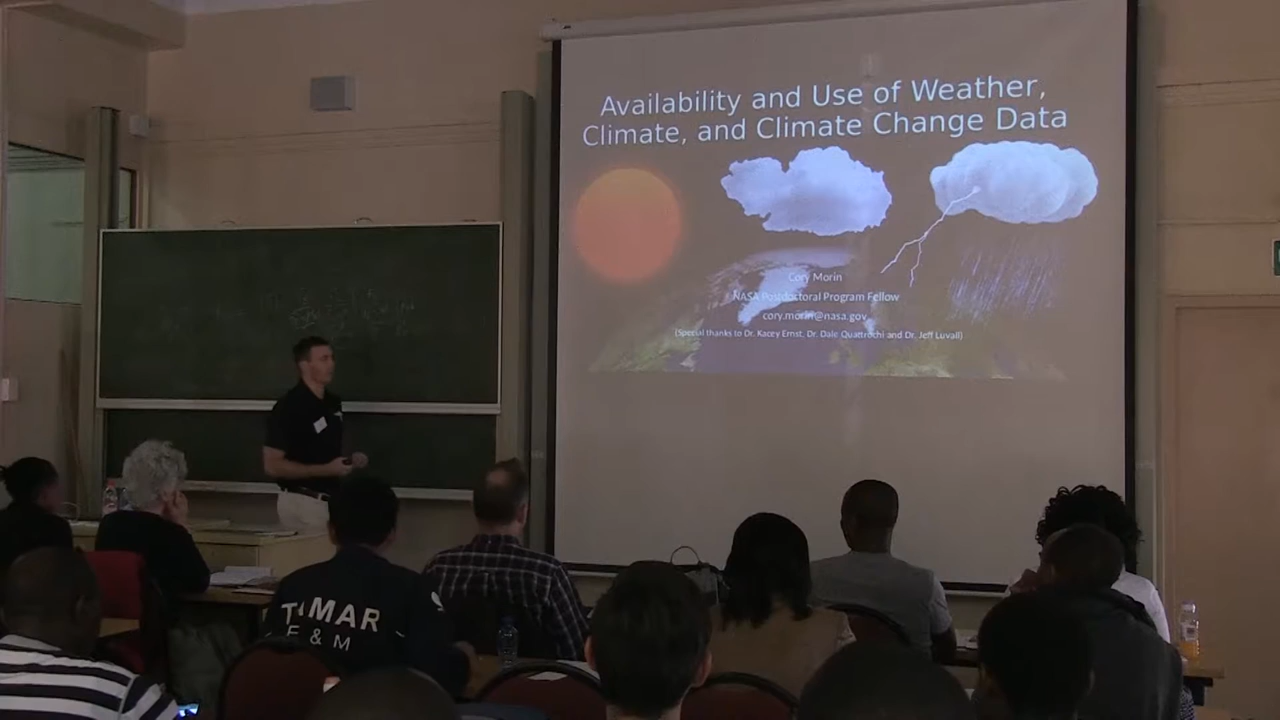 Availability and Use of Weather,
Climate, and Climate Change Data
Cory Morin
NASA Postdoctoral Program Fellow
cory.morin@nasa.gov
(Special thanks to Dr. Kacey Ernst, Dr. Dale Quattrochi and Dr. Jeff Luvall)
TAMAR
E & M